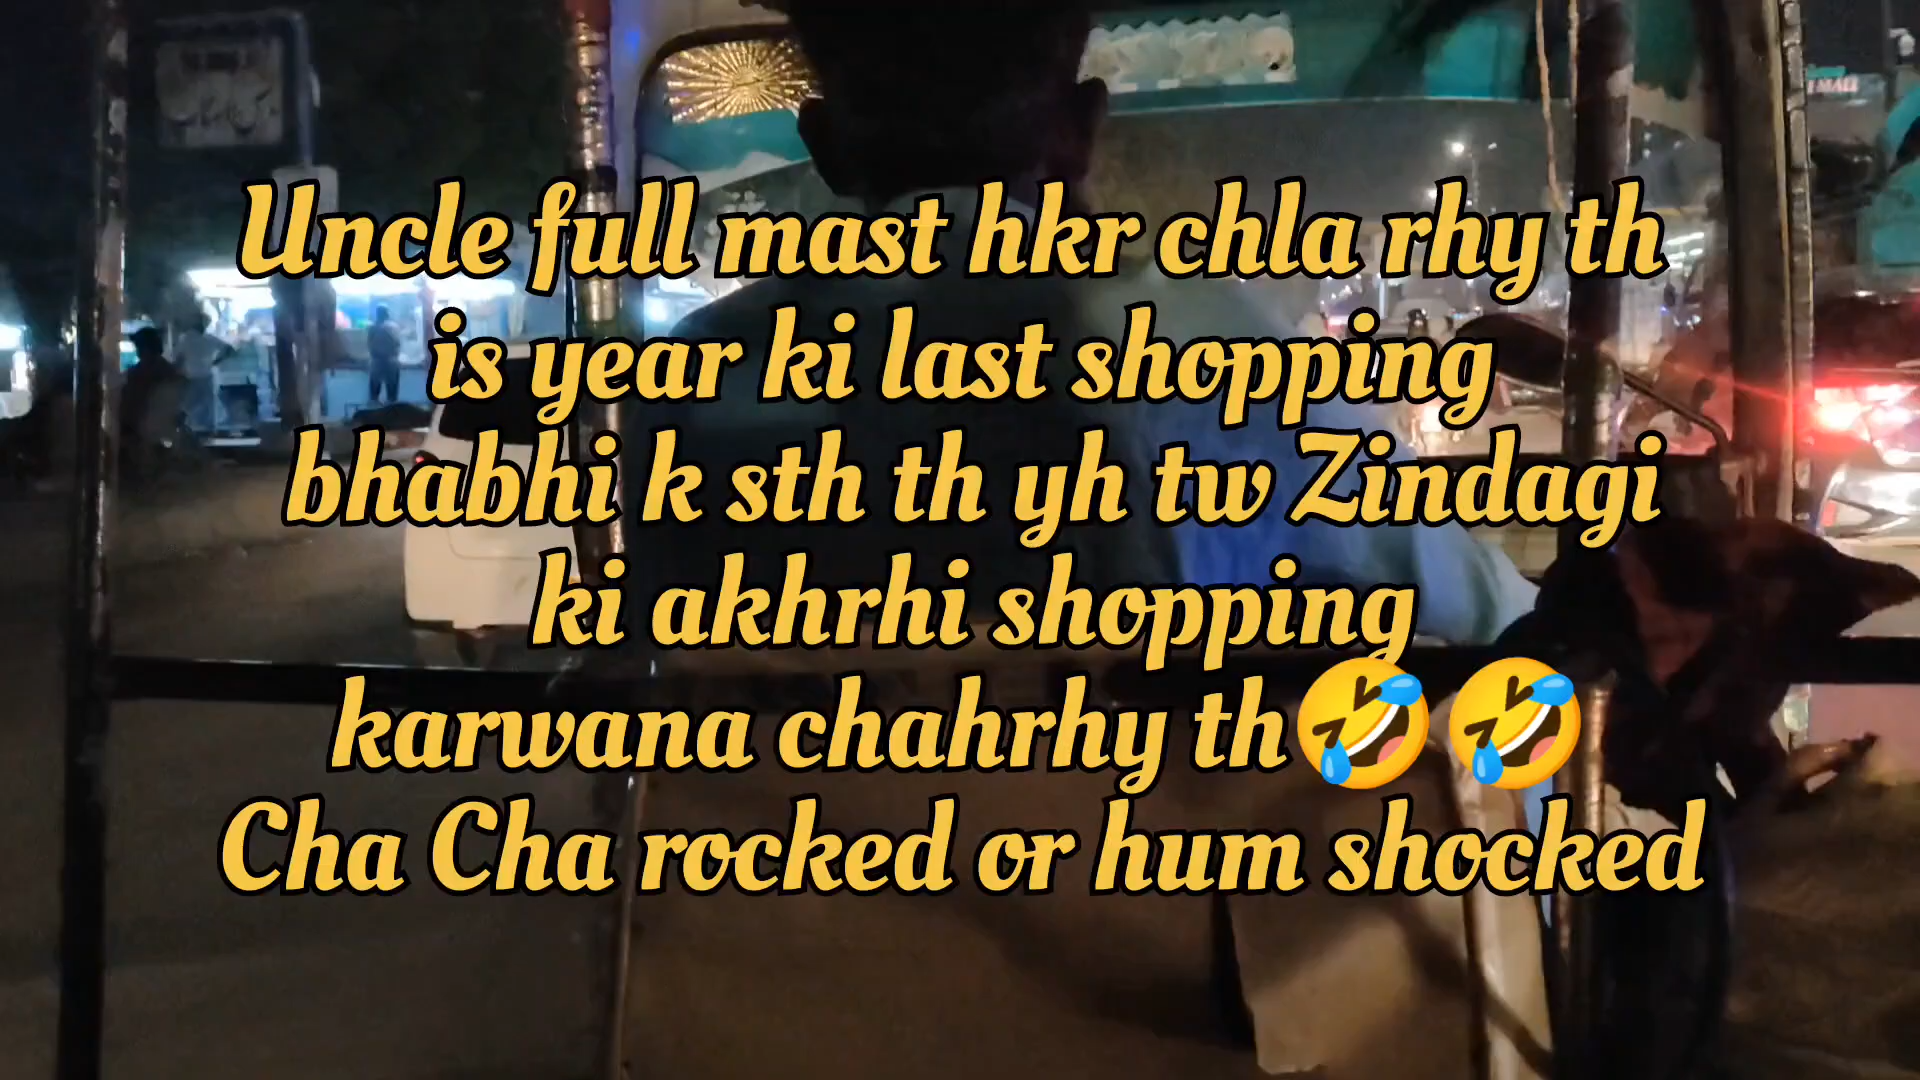 Uncle full mast hkr chla rhy th
is year ki last shopping
bhabhi k sth th yh tw Zindagi
ki akhrhi shopping
karwana chahrhy th🤣🤣
Cha Cha rocked or hum shocked
MALL